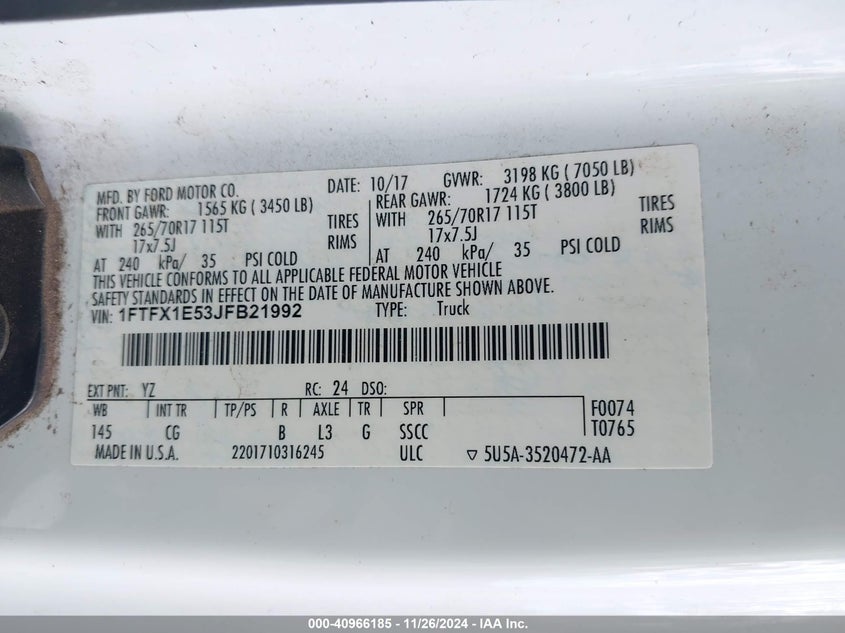 MFD. BY FORD MOTOR CO. DATE: 10/17 GVWR: 3198 KG ( 7050 LB)
FRONT GAWR: 1565 KG ( 3450 LB) REAR GAWR: 1724 KG ( 3800 LB)
WITH 265/70R17 115T TIRES WITH 265/70R17 115T TIRES
17x7.5J RIMS 17x7.5J RIMS
AT 240 kPa/ 35 PSI COLD AT 240 kPa/ 35 PSI COLD
THIS VEHICLE CONFORMS TO ALL APPLICABLE FEDERAL MOTOR VEHICLE
SAFETY STANDARDS IN EFFECT ON THE DATE OF MANUFACTURE SHOWN ABOVE.
VIN: 1FTFX1E53JFB21992 TYPE: Truck
EXT PNT: YZ RC: 24 DSO:
WB INT TR TP/PS R AXLE TR SPR F0074
145 CG B L3 G SSCC T0765
MADE IN U.S.A. 2201710316245 ULC ▽ 5U5A-3520472-AA
000-40966185 - 11/26/2024 - IAA Inc.